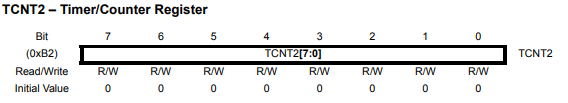 TCNT2 – Timer/Counter Register
Bit 7 6 5 4 3 2 1 0
(0xB2) TCNT2[7:0] TCNT2
Read/Write R/W R/W R/W R/W R/W R/W R/W R/W
Initial Value 0 0 0 0 0 0 0 0